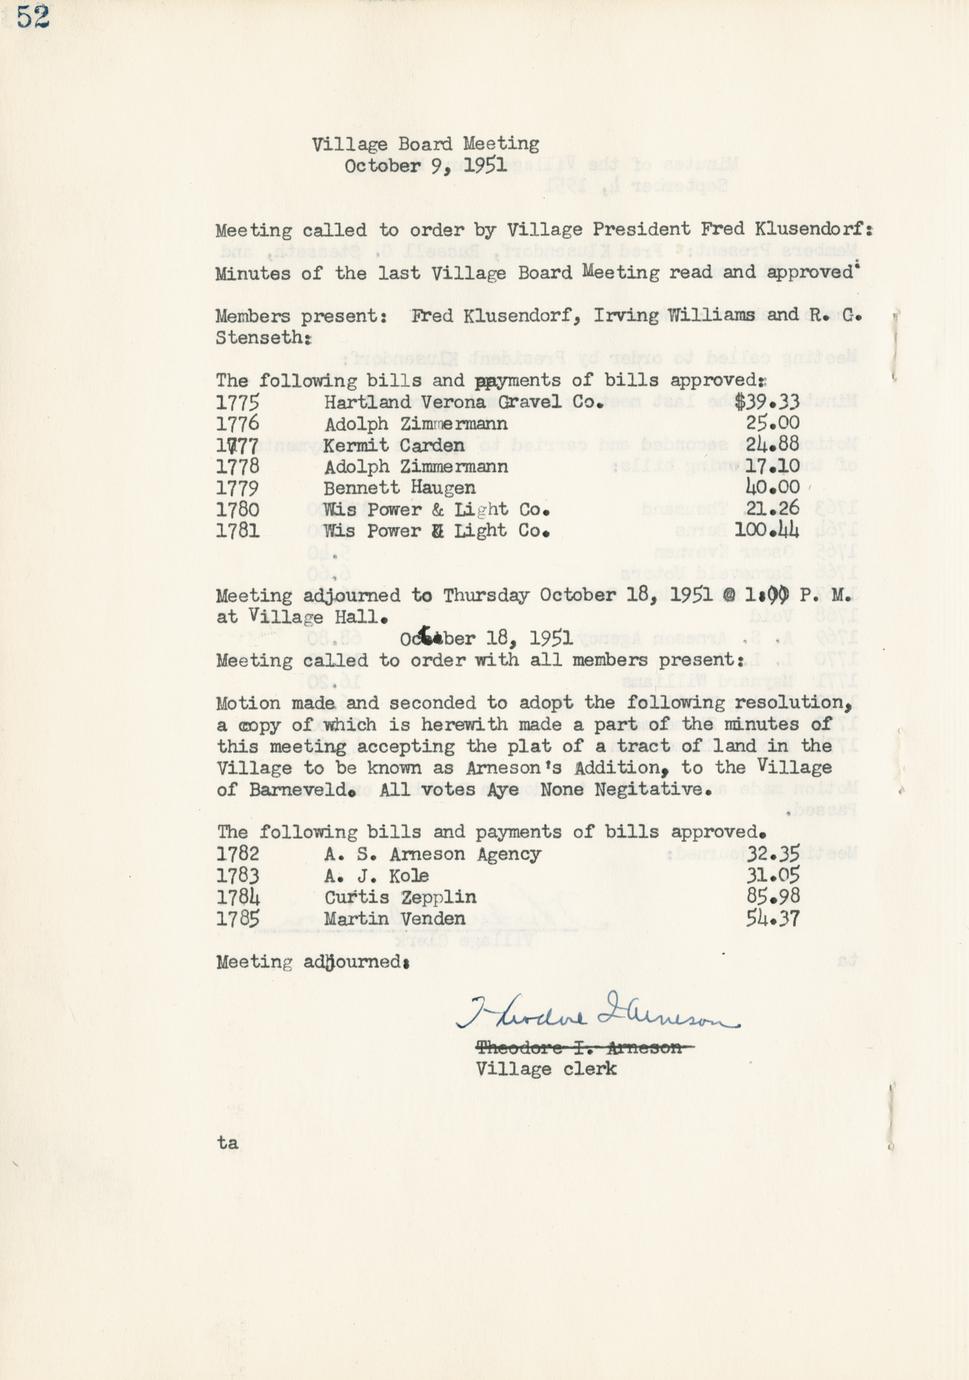 52
Village Board Meeting
October 9, 1951
Meeting called to order by Village President Fred Klusendorf:
Minutes of the last Village Board Meeting read and approved:
Members present: Fred Klusendorf, Irving Williams and R. G.
Stenseth:
The following bills and payments of bills approved:
1775 Hartland Verona Gravel Co. $39.33
1776 Adolph Zimmermann 25.00
1777 Kermit Carden 24.88
1778 Adolph Zimmermann 17.10
1779 Bennett Haugen 40.00
1780 Wis Power & Light Co. 21.26
1781 Wis Power & Light Co. 100.44
Meeting adjourned to Thursday October 18, 1951 @ 1:00 P. M.
at Village Hall.
October 18, 1951
Meeting called to order with all members present:
Motion made and seconded to adopt the following resolution,
a copy of which is herewith made a part of the minutes of
this meeting accepting the plat of a tract of land in the
Village to be known as Arneson's Addition, to the Village
of Barneveld. All votes Aye None Negitative.
The following bills and payments of bills approved.
1782 A. S. Arneson Agency 32.35
1783 A. J. Kole 31.05
1784 Curtis Zepplin 85.98
1785 Martin Venden 54.37
Meeting adjourned:
Theodore I Arneson
Theodore I. Arneson
Village clerk
ta